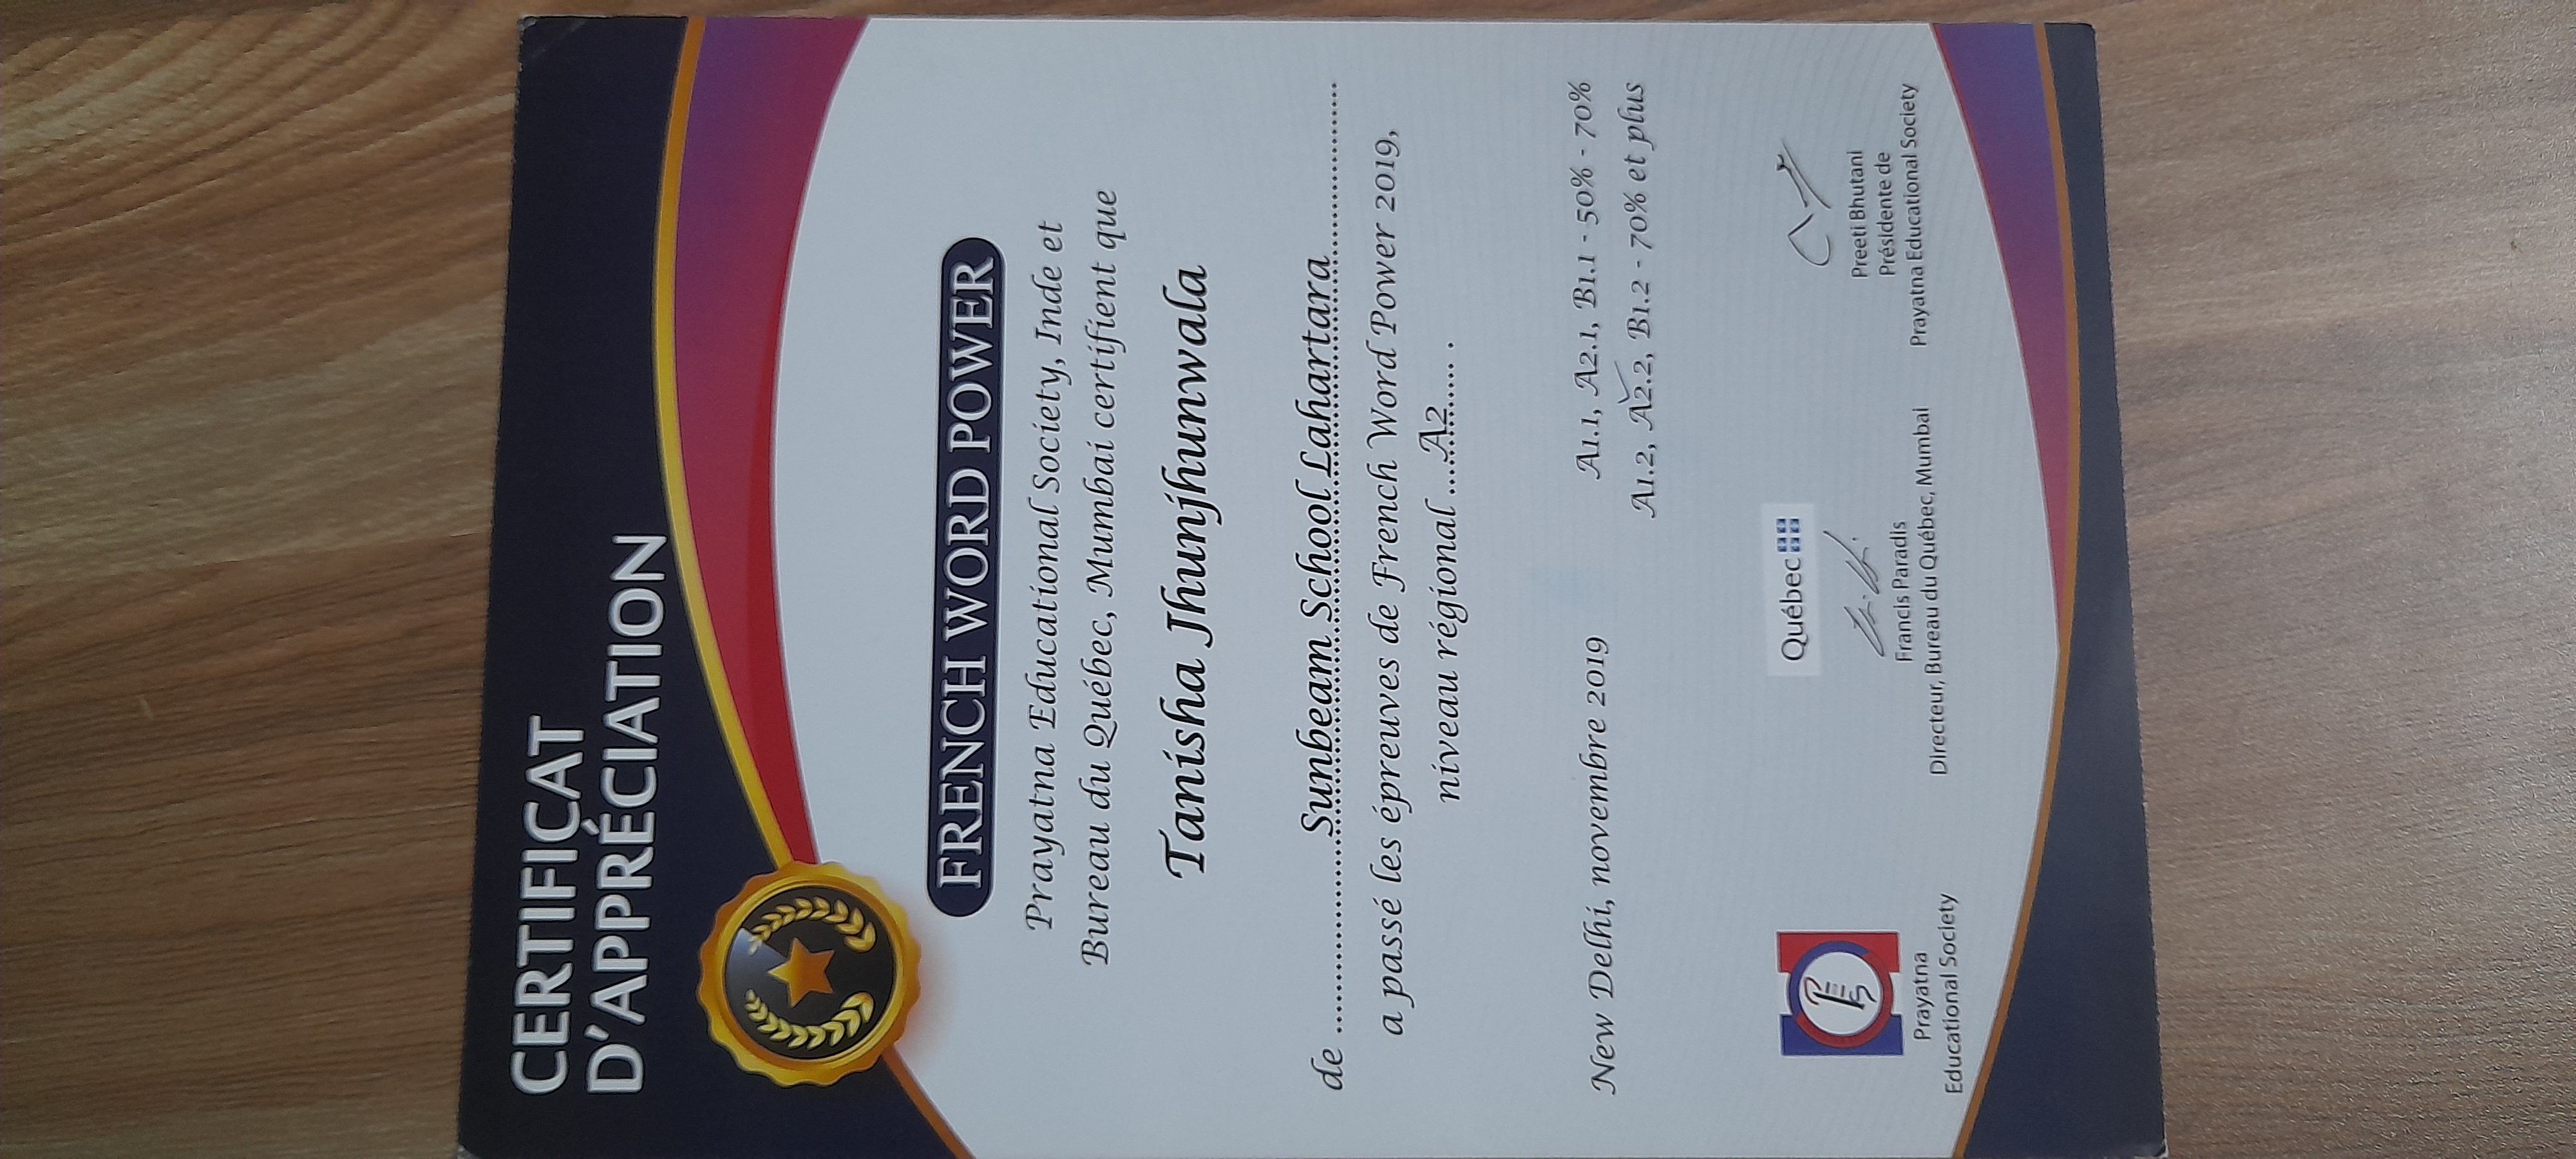 CERTIFICAT
D'APPRÉCIATION
FRENCH WORD POWER
Prayatna Educational Society, Inde et
Bureau du Québec, Mumbai certifient que
Tanisha Jhunjhunwala
de ........ Sunbeam School Lahartara ........
a passé les épreuves de French Word Power 2019,
niveau régional ......A2...... .
New Delhi, novembre 2019
A1.1, A2.1, B1.1 - 50% - 70%
A1.2, A2.2, B1.2 - 70% et plus
PES
Prayatna
Educational Society
Québec
Francis Paradis
Directeur, Bureau du Québec, Mumbai
Preeti Bhutani
Présidente de
Prayatna Educational Society